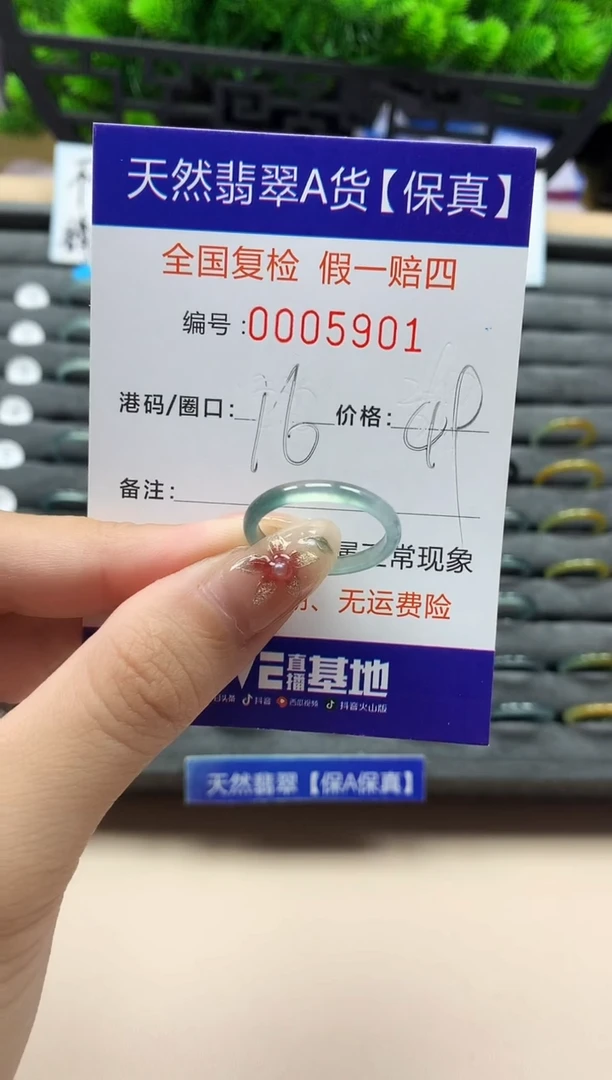 天然翡翠A货【保真】
全国复检 假一赔四
编号:0005901
港码/圈口: 16 价格:
备注:
常现象
、无运费险
直播基地
头条 抖音 西瓜视频 抖音火山版
天然翡翠【保A保真】